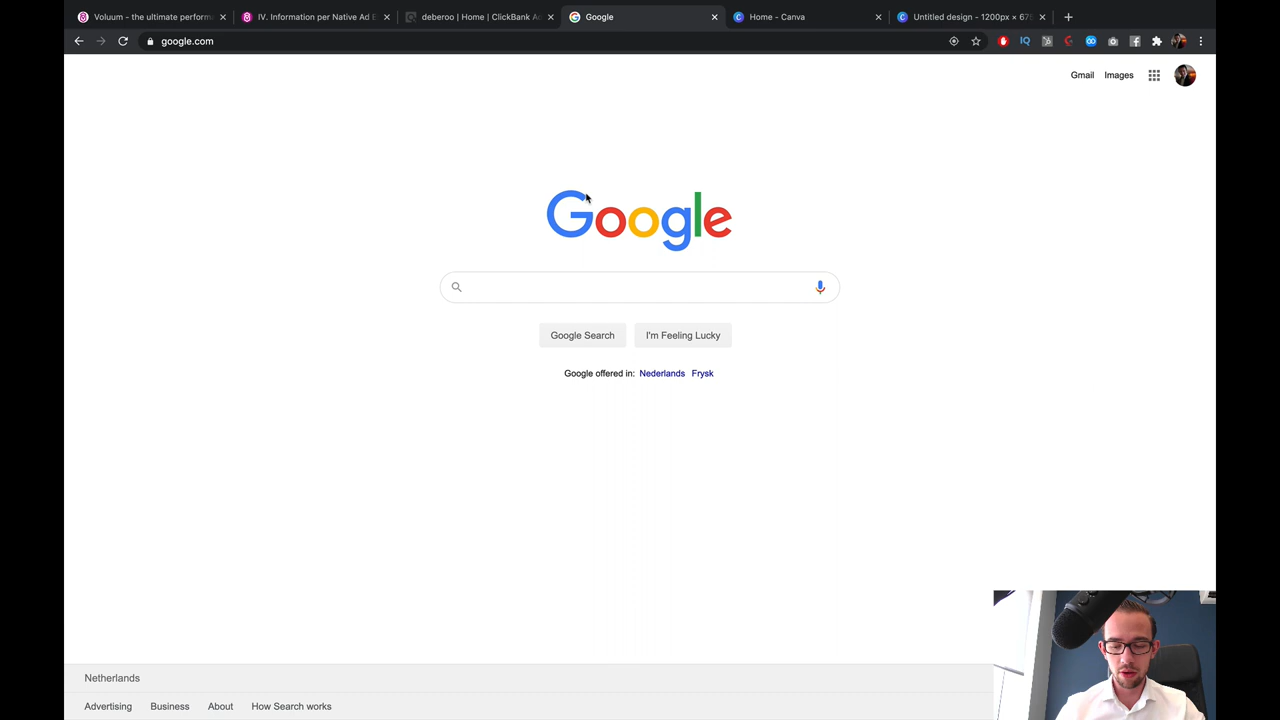 Voluum - the ultimate perform
IV. Information per Native Ad E
deberoo | Home | ClickBank Ac
Google
Home - Canva
Untitled design - 1200px × 675
google.com
Gmail Images
Google
Google Search I'm Feeling Lucky
Google offered in: Nederlands Frysk
Netherlands
Advertising Business About How Search works